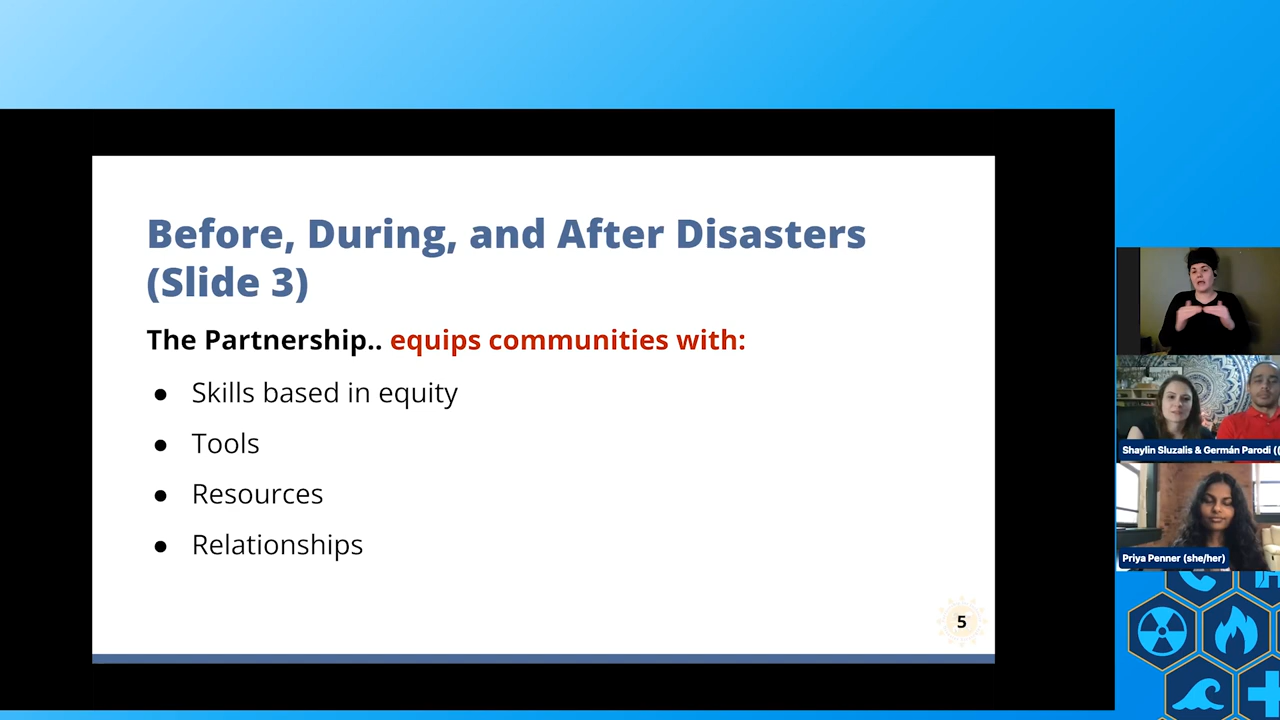 Before, During, and After Disasters
(Slide 3)
The Partnership.. equips communities with:
● Skills based in equity
● Tools
● Resources
● Relationships
5
Shaylin Sluzalis & Germán Parodi ((
Priya Penner (she/her)